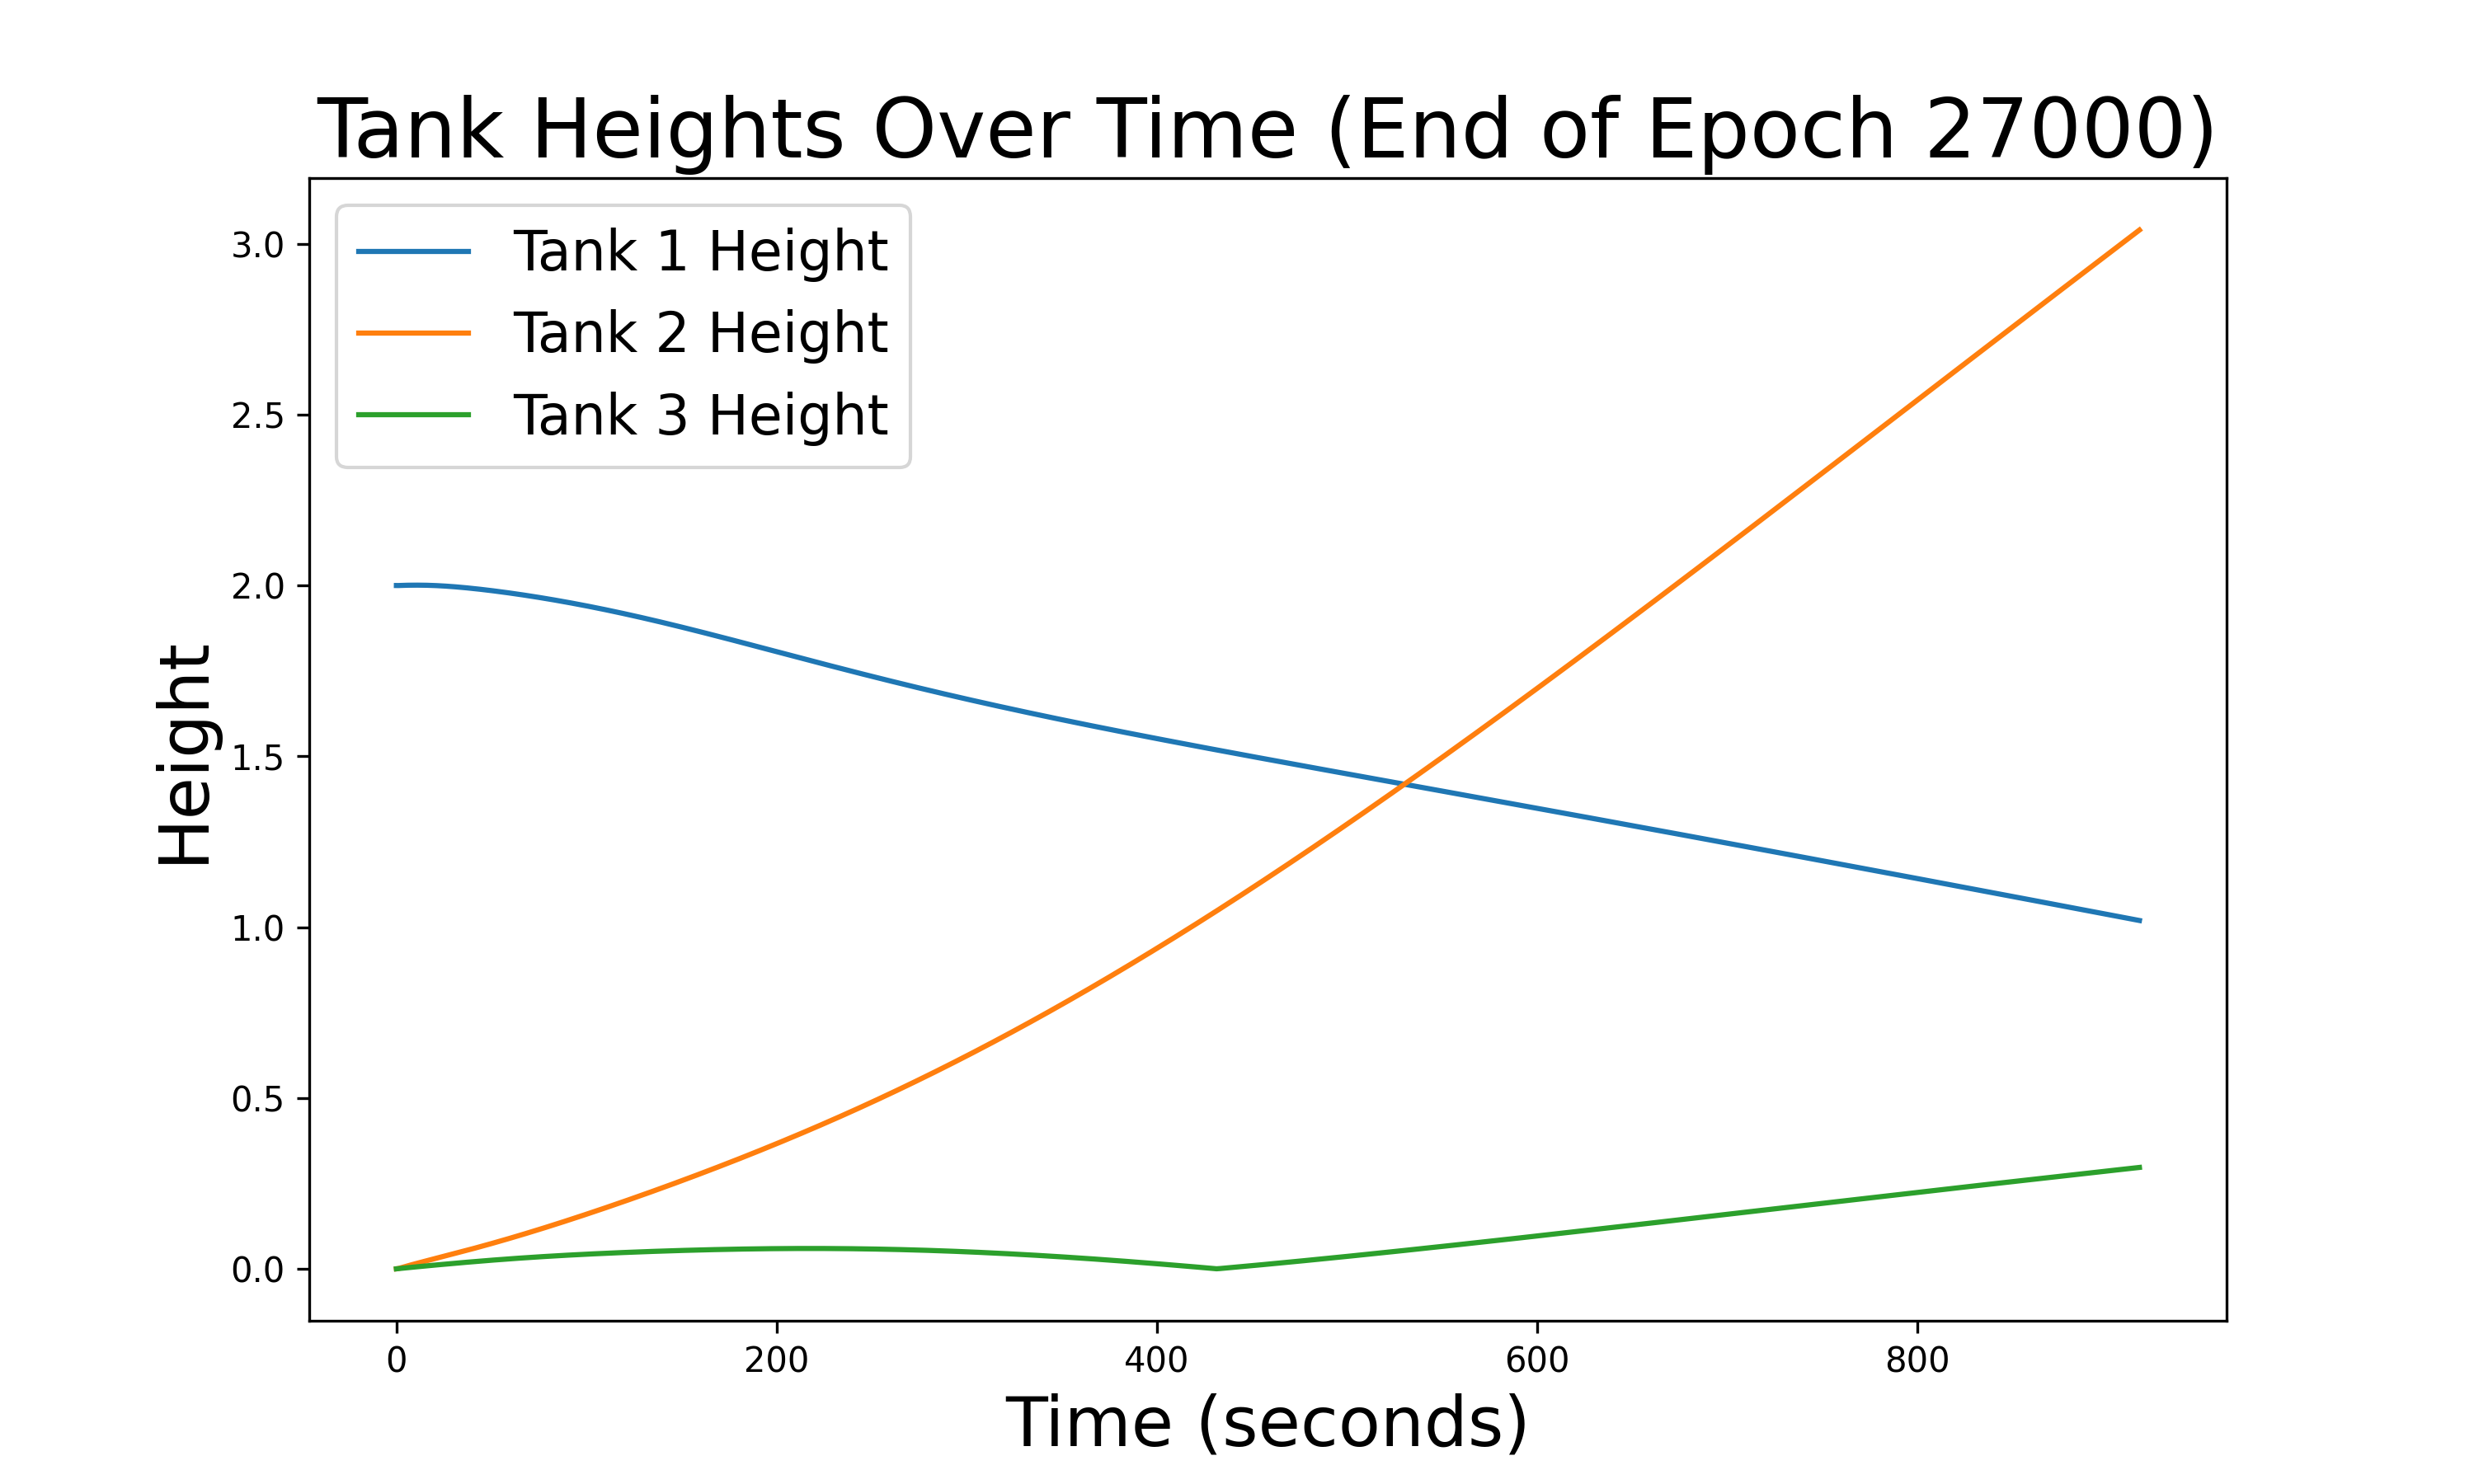 Tank Heights Over Time (End of Epoch 27000)
Tank 1 Height
Tank 2 Height
Tank 3 Height
Height
3.0
2.5
2.0
1.5
1.0
0.5
0.0
0 200 400 600 800
Time (seconds)